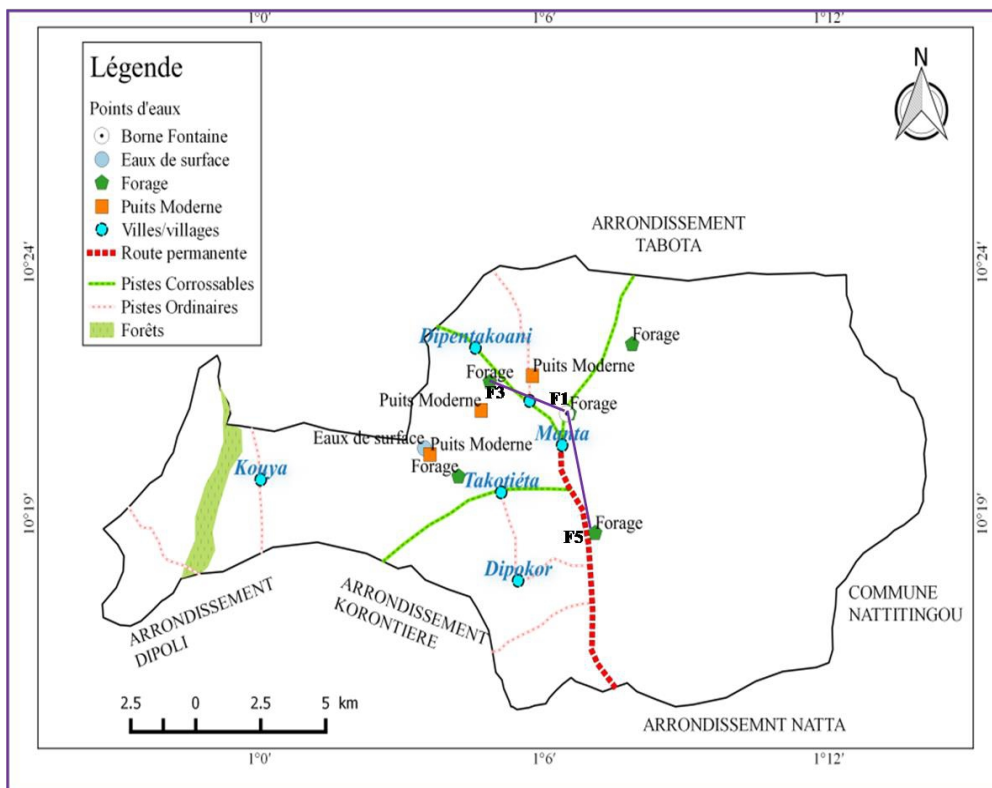 1°0'
1°6'
1°12'
Légende
Points d'eaux
Borne Fontaine
Eaux de surface
Forage
Puits Moderne
Villes/villages
Route permanente
Pistes Corrossables
Pistes Ordinaires
Forêts
N
ARRONDISSEMENT
TABOTA
10°24'
10°24'
Dipentakoani
Forage
Puits Moderne
Forage
F3
F1
Forage
Puits Moderne
Manta
Eaux de surface
Puits Moderne
Forage
Kouya
Takotiéta
10°19'
10°19'
Forage
F5
Dipokor
ARRONDISSEMENT
DIPOLI
ARRONDISSEMENT
KORONTIERE
COMMUNE
NATTITINGOU
2.5 0 2.5 5 km
ARRONDISSEMNT NATTA
1°0'
1°6'
1°12'